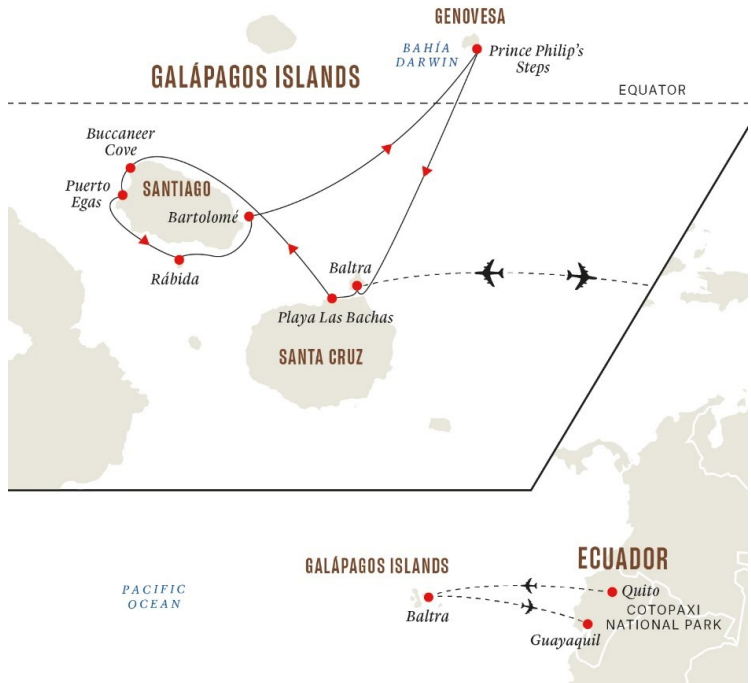 GENOVESA
BAHÍA
DARWIN
Prince Philip's
Steps
GALÁPAGOS ISLANDS
EQUATOR
Buccaneer
Cove
Puerto
Egas
SANTIAGO
Bartolomé
Rábida
Baltra
Playa Las Bachas
SANTA CRUZ
GALÁPAGOS ISLANDS
ECUADOR
PACIFIC
OCEAN
Baltra
Quito
COTOPAXI
NATIONAL PARK
Guayaquil